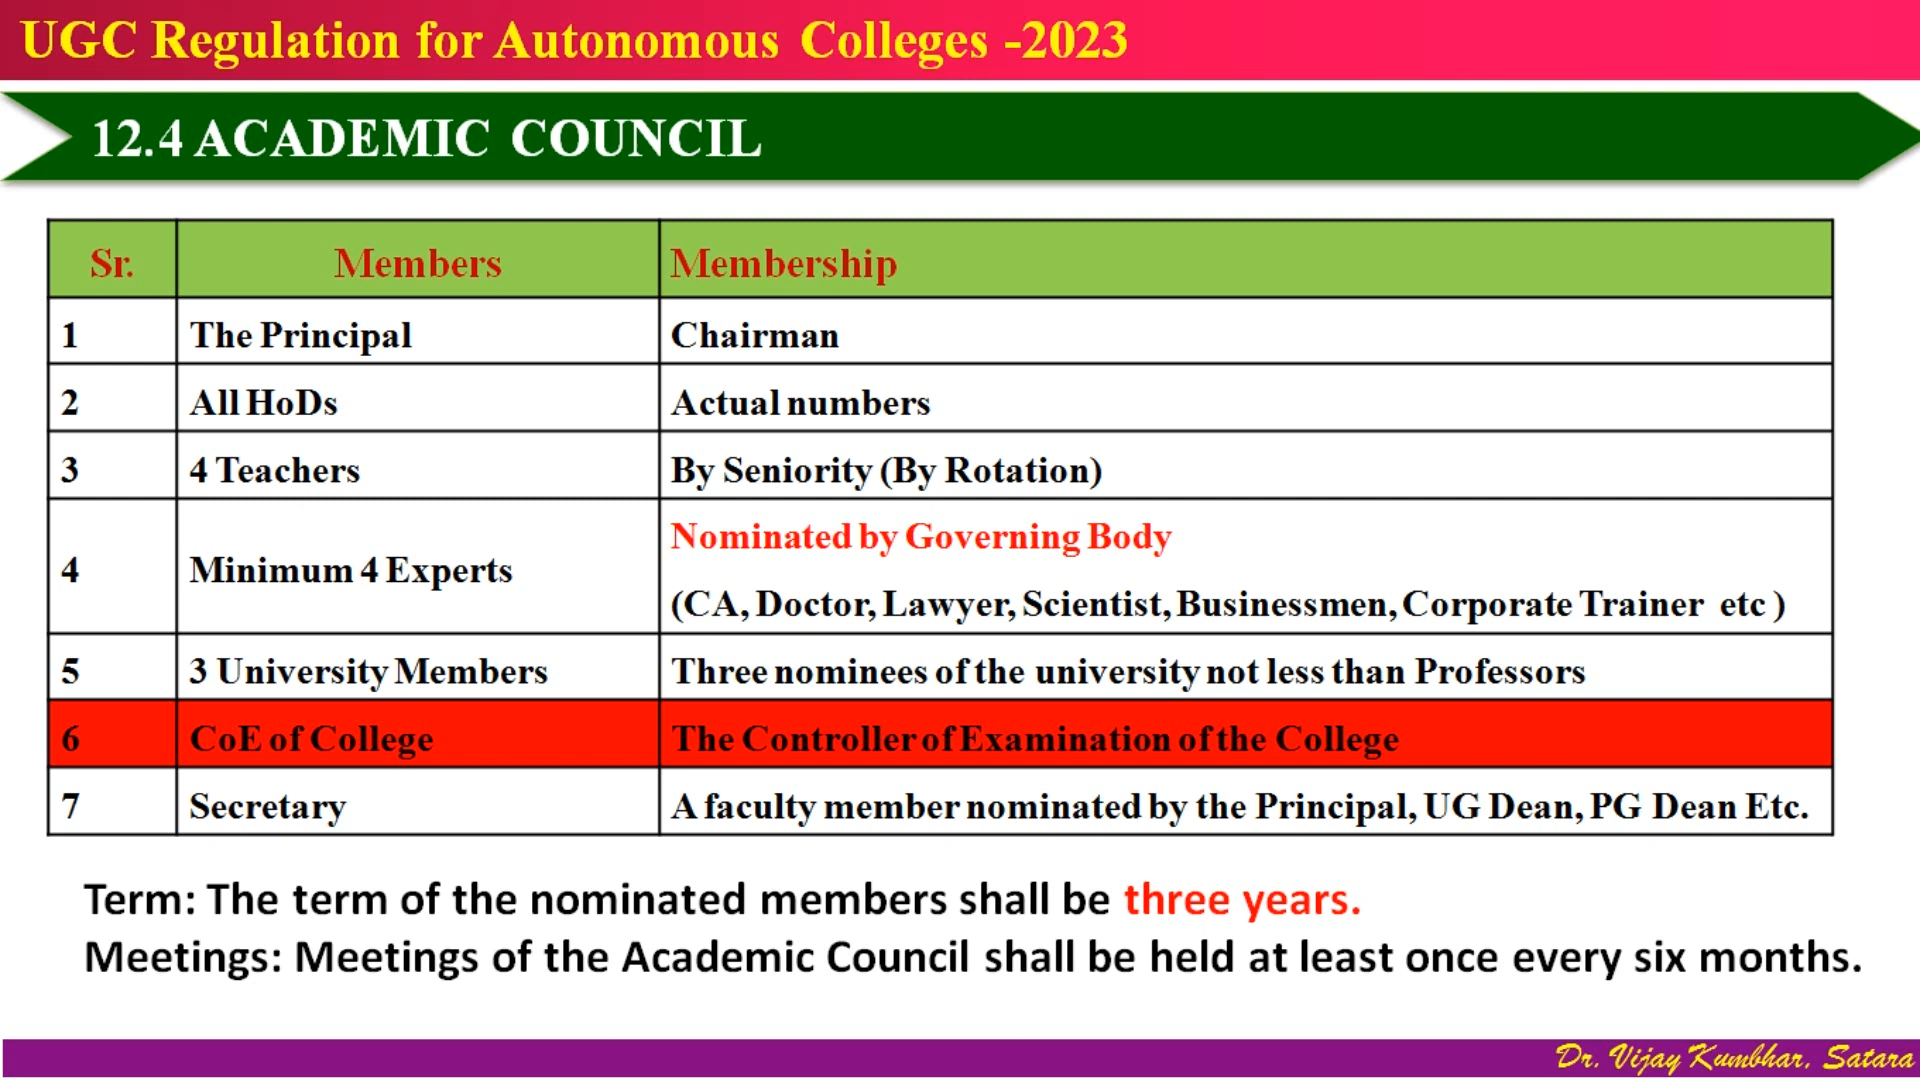 UGC Regulation for Autonomous Colleges -2023
12.4 ACADEMIC COUNCIL
Sr. Members Membership
1 The Principal Chairman
2 All HoDs Actual numbers
3 4 Teachers By Seniority (By Rotation)
4 Minimum 4 Experts Nominated by Governing Body
(CA, Doctor, Lawyer, Scientist, Businessmen, Corporate Trainer etc )
5 3 University Members Three nominees of the university not less than Professors
6 CoE of College The Controller of Examination of the College
7 Secretary A faculty member nominated by the Principal, UG Dean, PG Dean Etc.
Term: The term of the nominated members shall be three years.
Meetings: Meetings of the Academic Council shall be held at least once every six months.
Dr. Vijay Kumbhar, Satara